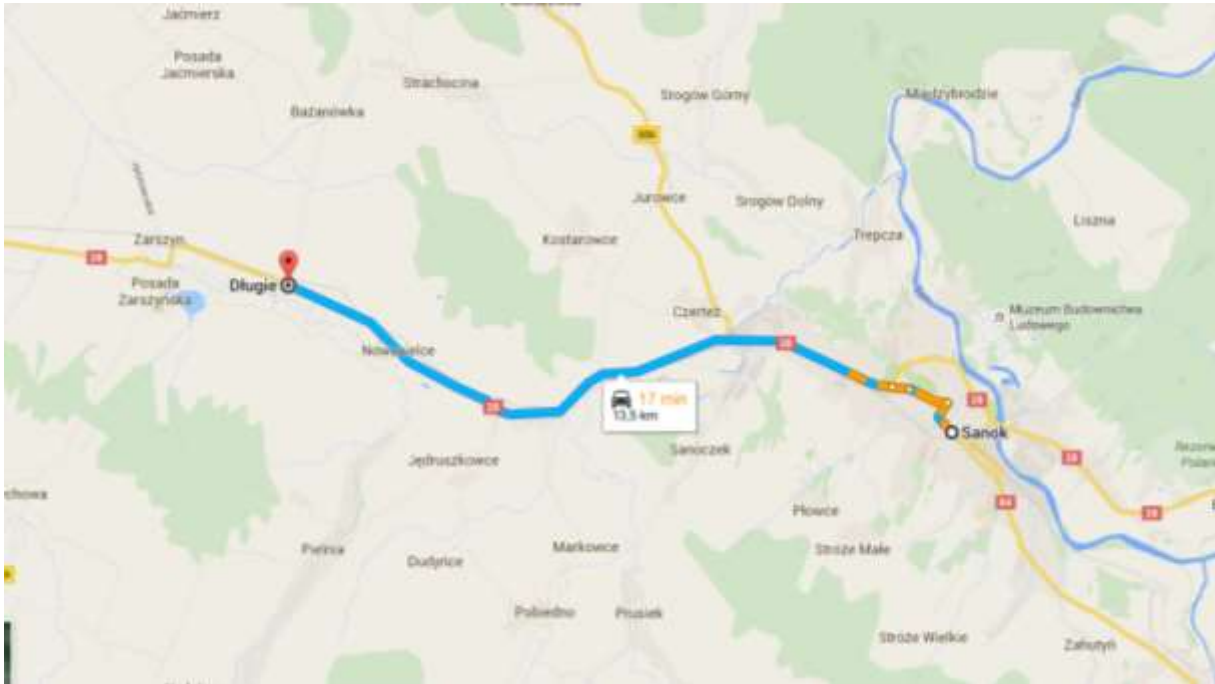 Jaćmierz
Posada
Jaćmierska
Strachocina
Bażanówka
Srogów Górny
Międzybrodzie
886
Jurowce
Srogów Dolny
Liszna
Trepcza
Zarszyn
Kostarowce
28
Posada
Zarszyńska
Długie
Czerteż
Muzeum Budownictwa
Ludowego
Nowosielce
28
17 min
13,5 km
28
28
Sanok
Sanoczek
Jędruszkowce
28
84
28
Płowce
Stróże Małe
Pielnia
Dudyńce
Markowce
Pobiedno
Prusiek
Stróże Wielkie
Zahutyń